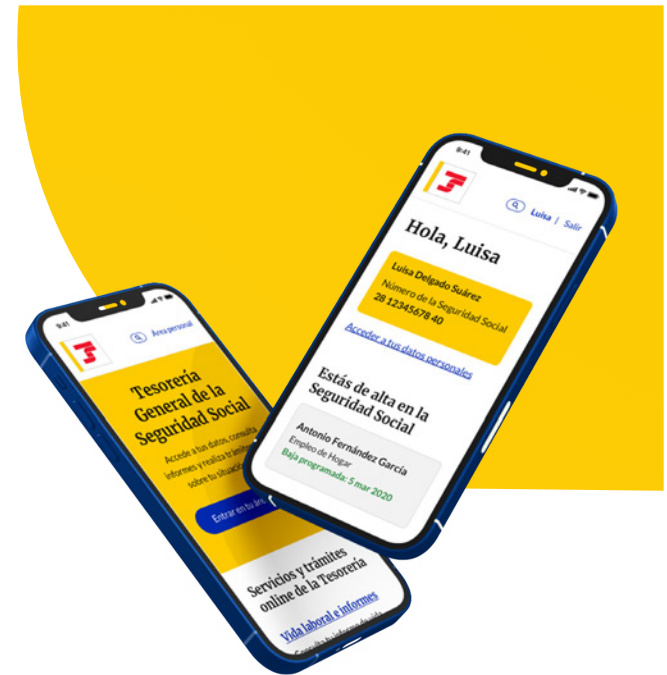 9:41
Luisa | Salir
Hola, Luisa
Luisa Delgado Suárez
Número de la Seguridad Social
28 12345678 40
Acceder a tus datos personales
Estás de alta en la
Seguridad Social
Antonio Fernández García
Empleo de Hogar
Baja programada: 5 mar 2020
9:41
Área personal
Tesorería
General de la
Seguridad Social
Accede a tus datos, consulta
informes y realiza trámites
sobre tu
Entrar en tu
Servicios y trámites
online de la Tesorería
Vida laboral e informes